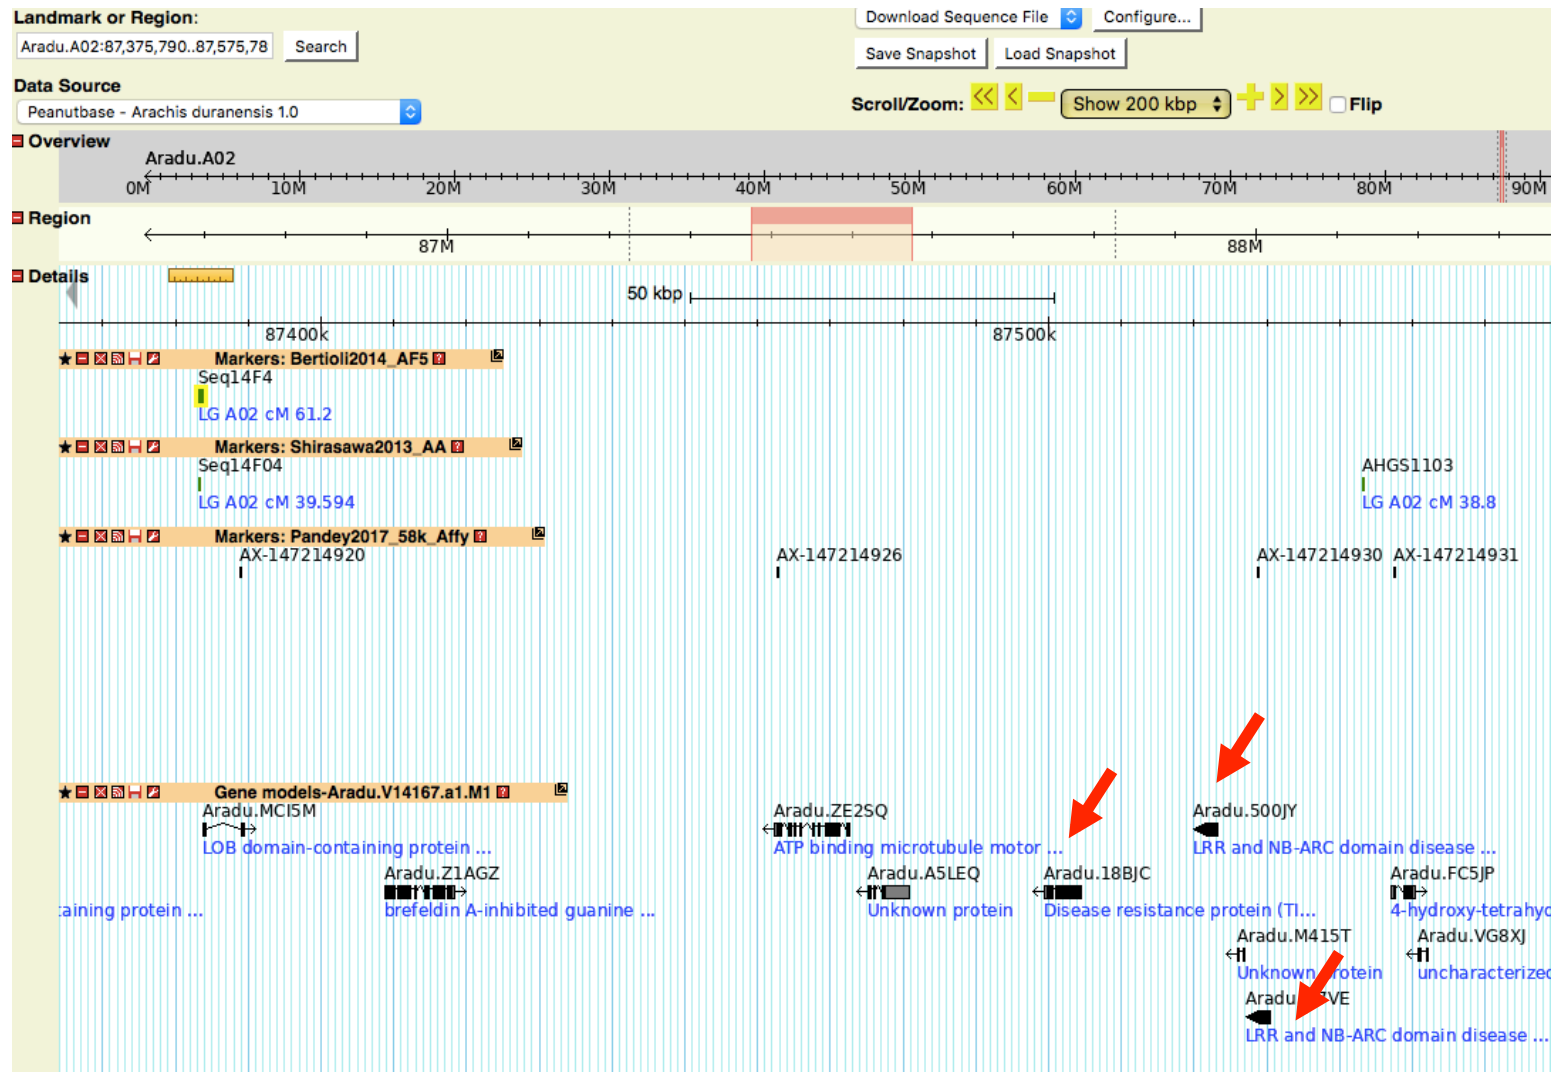 Landmark or Region:
Aradu.A02:87,375,790..87,575,78 Search
Download Sequence File Configure...
Save Snapshot Load Snapshot
Data Source
Peanutbase - Arachis duranensis 1.0
Scroll/Zoom: << < Show 200 kbp > >> Flip
Overview
Aradu.A02
0M 10M 20M 30M 40M 50M 60M 70M 80M 90M
Region
87M 88M
Details
50 kbp
87400k 87500k
Markers: Bertioli2014_AF5 ?
Seq14F4
LG A02 cM 61.2
Markers: Shirasawa2013_AA ?
Seq14F04 AHGS1103
LG A02 cM 39.594 LG A02 cM 38.8
Markers: Pandey2017_58k_Affy ?
AX-147214920 AX-147214926 AX-147214930 AX-147214931
Gene models-Aradu.V14167.a1.M1 ?
Aradu.MCI5M Aradu.ZE2SQ Aradu.500JY
LOB domain-containing protein ... ATP binding microtubule motor ... LRR and NB-ARC domain disease ...
Aradu.Z1AGZ Aradu.A5LEQ Aradu.18BJC Aradu.FC5JP
taining protein ... brefeldin A-inhibited guanine ... Unknown protein Disease resistance protein (TI... 4-hydroxy-tetrahyd
Aradu.M415T Aradu.VG8XJ
Unknown protein uncharacterized
VE
LRR and NB-ARC domain disease ...